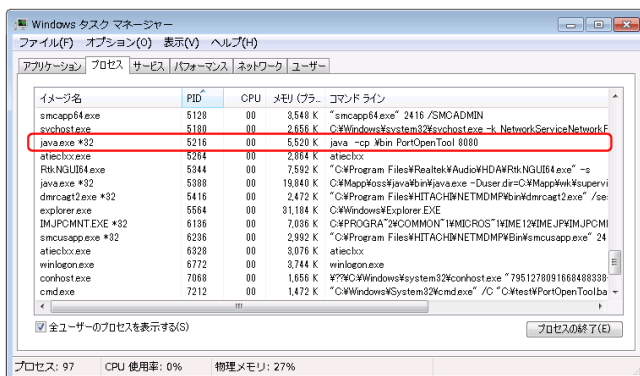 Windows タスク マネージャー
ファイル(F) オプション(O) 表示(V) ヘルプ(H)
アプリケーション プロセス サービス パフォーマンス ネットワーク ユーザー
イメージ名 PID CPU メモリ (プラ... コマンド ライン
smcapp64.exe 5128 00 3,548 K "smcapp64.exe" 2416 /SMCADMIN
svchost.exe 5180 00 2,656 K C:¥Windows¥system32¥svchost.exe -k NetworkServiceNetworkF
java.exe *32 5216 00 5,520 K java -cp .¥bin PortOpenTool 8080
atieclxx.exe 5264 00 2,864 K atieclxx
RtkNGUI64.exe 5344 00 7,592 K "C:¥Program Files¥Realtek¥Audio¥HDA¥RtkNGUI64.exe" -s
java.exe *32 5388 00 19,840 K C:¥Mapp¥oss¥java¥bin¥java.exe -Duser.dir=C:¥Mapp¥wk¥supervi
dmrcagt2.exe *32 5416 00 2,472 K "C:¥Program Files¥HITACHI¥NETMDMP¥bin¥dmrcagt2.exe" /se
explorer.exe 5564 00 31,184 K C:¥Windows¥Explorer.EXE
IMJPCMNT.EXE *32 6136 00 7,036 K C:¥PROGRA~2¥COMMON~1¥MICROS~1¥IME12¥IMEJP¥IMJPCMI
smcusapp.exe *32 6236 00 2,992 K "C:¥Program Files¥HITACHI¥NETMDMP¥Bin¥smcusapp.exe" 24
atieclxx.exe 6328 00 3,076 K atieclxx
winlogon.exe 6772 00 3,744 K winlogon.exe
conhost.exe 7068 00 1,656 K ¥??¥C:¥Windows¥system32¥conhost.exe "7951278091668488338-
cmd.exe 7212 00 1,472 K "C:¥Windows¥System32¥cmd.exe" /C "C:¥test¥PortOpenTool.ba
全ユーザーのプロセスを表示する(S) プロセスの終了(E)
プロセス: 97 CPU 使用率: 0% 物理メモリ: 27%